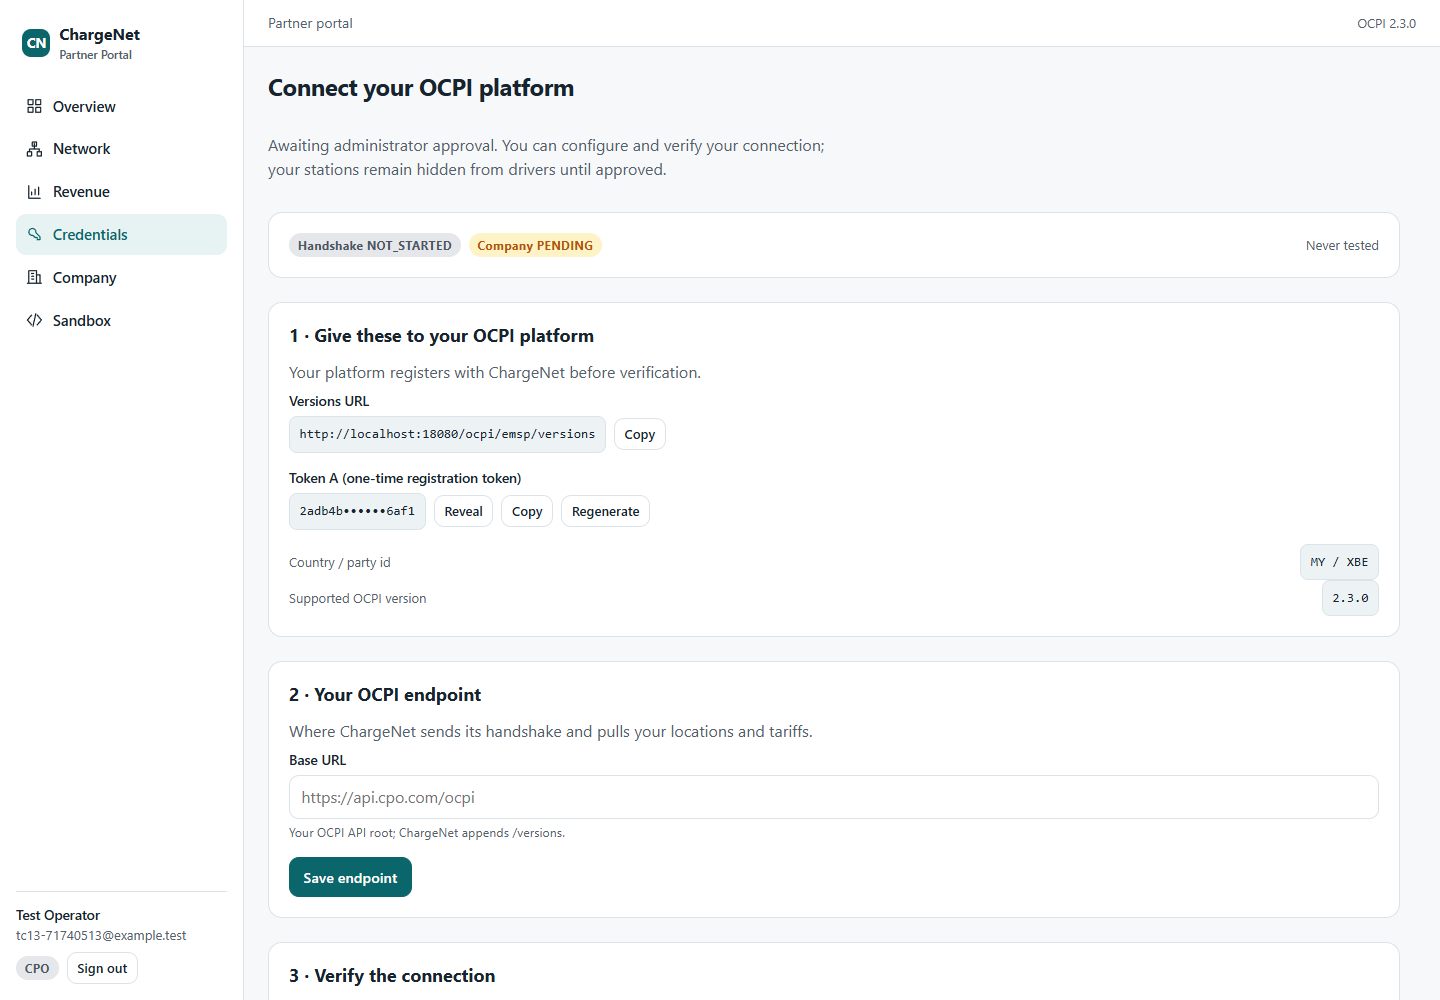 CN
ChargeNet
Partner Portal
Overview
Network
Revenue
Credentials
Company
Sandbox
Test Operator
tc13-71740513@example.test
CPO
Sign out
Partner portal
OCPI 2.3.0
Connect your OCPI platform
Awaiting administrator approval. You can configure and verify your connection;
your stations remain hidden from drivers until approved.
Handshake NOT_STARTED
Company PENDING
Never tested
1 · Give these to your OCPI platform
Your platform registers with ChargeNet before verification.
Versions URL
http://localhost:18080/ocpi/emsp/versions
Copy
Token A (one-time registration token)
2adb4b••••••6af1
Reveal
Copy
Regenerate
Country / party id
MY / XBE
Supported OCPI version
2.3.0
2 · Your OCPI endpoint
Where ChargeNet sends its handshake and pulls your locations and tariffs.
Base URL
https://api.cpo.com/ocpi
Your OCPI API root; ChargeNet appends /versions.
Save endpoint
3 · Verify the connection